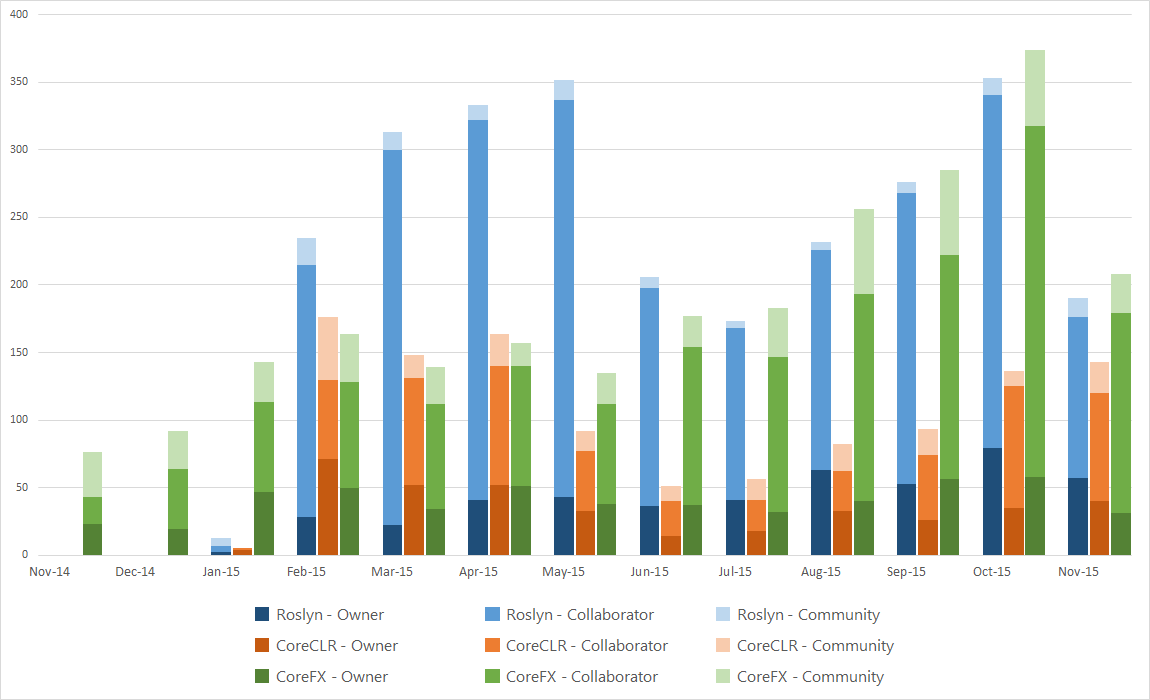 400
350
300
250
200
150
100
50
0
Nov-14 Dec-14 Jan-15 Feb-15 Mar-15 Apr-15 May-15 Jun-15 Jul-15 Aug-15 Sep-15 Oct-15 Nov-15
Roslyn - Owner Roslyn - Collaborator Roslyn - Community
CoreCLR - Owner CoreCLR - Collaborator CoreCLR - Community
CoreFX - Owner CoreFX - Collaborator CoreFX - Community